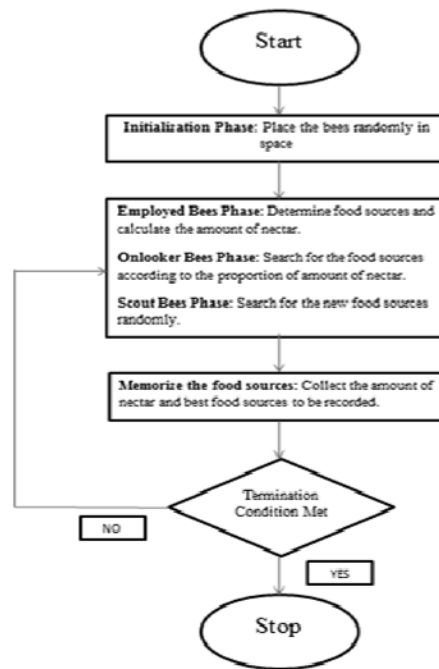 Start
Initialization Phase: Place the bees randomly in
space
Employed Bees Phase: Determine food sources and
calculate the amount of nectar.
Onlooker Bees Phase: Search for the food sources
according to the proportion of amount of nectar.
Scout Bees Phase: Search for the new food sources
randomly.
Memorize the food sources: Collect the amount of
nectar and best food sources to be recorded.
Termination
Condition Met
NO
YES
Stop